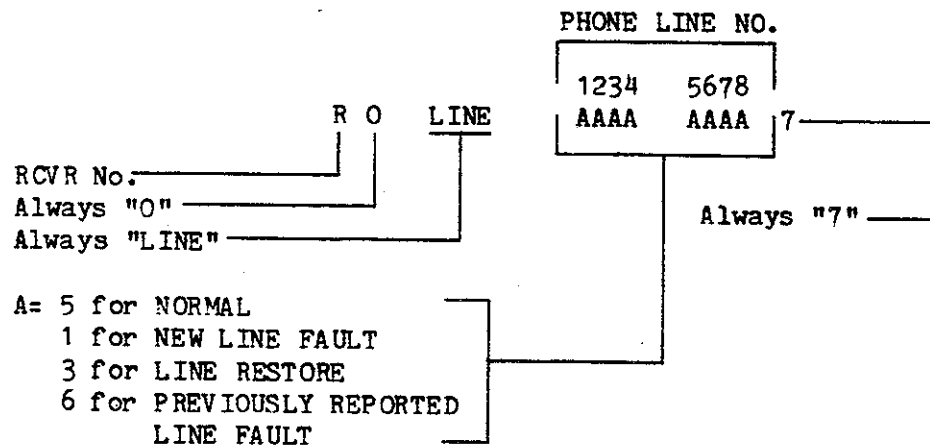 PHONE LINE NO.
1234 5678
R O LINE AAAA AAAA 7
RCVR No.
Always "O"
Always "7"
Always "LINE"
A= 5 for NORMAL
1 for NEW LINE FAULT
3 for LINE RESTORE
6 for PREVIOUSLY REPORTED
LINE FAULT